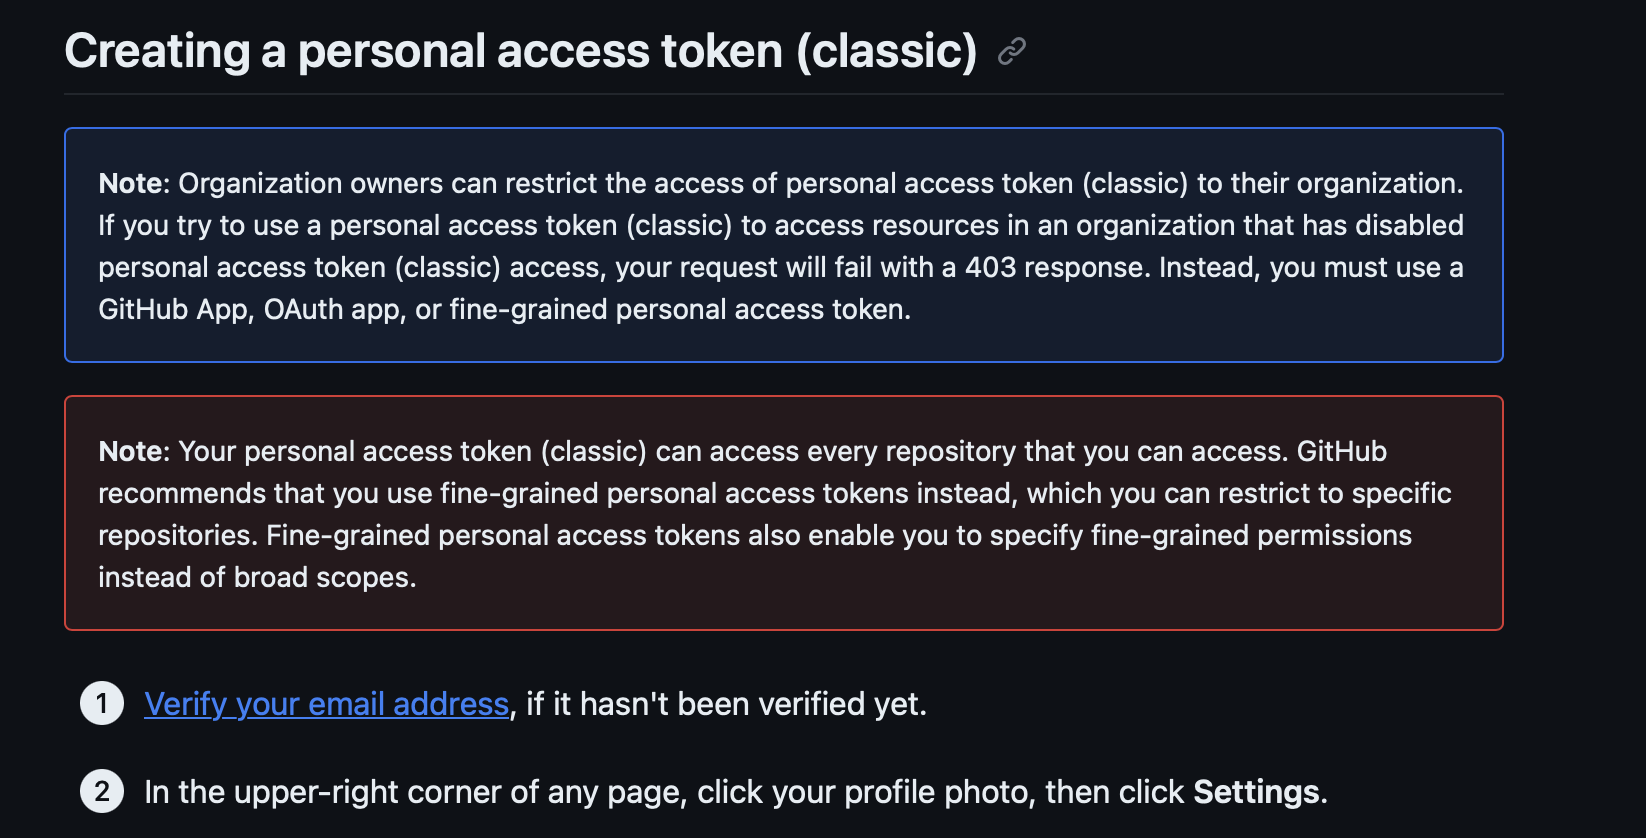 Creating a personal access token (classic)
Note: Organization owners can restrict the access of personal access token (classic) to their organization.
If you try to use a personal access token (classic) to access resources in an organization that has disabled
personal access token (classic) access, your request will fail with a 403 response. Instead, you must use a
GitHub App, OAuth app, or fine-grained personal access token.
Note: Your personal access token (classic) can access every repository that you can access. GitHub
recommends that you use fine-grained personal access tokens instead, which you can restrict to specific
repositories. Fine-grained personal access tokens also enable you to specify fine-grained permissions
instead of broad scopes.
1 Verify your email address, if it hasn't been verified yet.
2 In the upper-right corner of any page, click your profile photo, then click Settings.